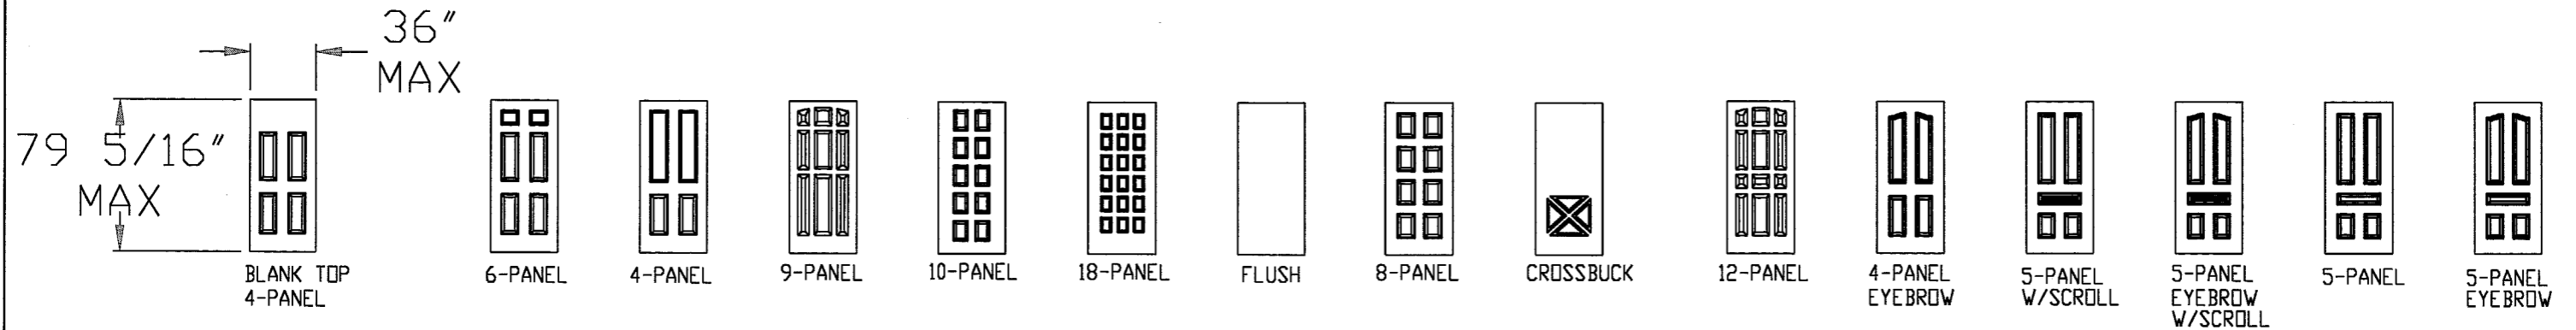 36"
MAX
79 5/16"
MAX
BLANK TOP
4-PANEL
6-PANEL
4-PANEL
9-PANEL
10-PANEL
18-PANEL
FLUSH
8-PANEL
CROSSBUCK
12-PANEL
4-PANEL
EYEBROW
5-PANEL
W/SCROLL
5-PANEL
EYEBROW
W/SCROLL
5-PANEL
5-PANEL
EYEBROW